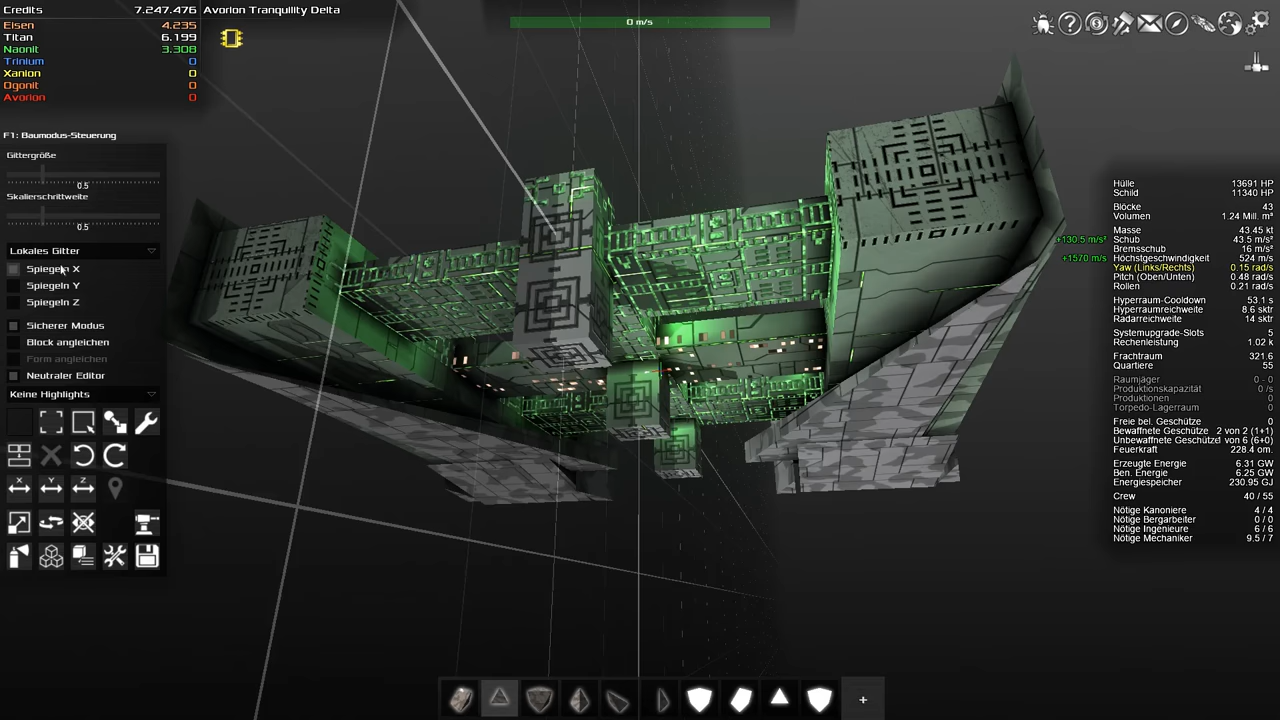 Credits 7.247.476 Avorion Tranquility Delta
0 m/s
Eisen 4.235
Titan 6.199
Naonit 3.308
Trinium 0
Xanion 0
Ogonit 0
Avorion 0
F1: Baumodus-Steuerung
Gittergröße
0.5
Skalierschrittweite
0.5
Lokales Gitter
Spiegeln X
Spiegeln Y
Spiegeln Z
Sicherer Modus
Block angleichen
Form angleichen
Neutraler Editor
Keine Highlights
X Y Z
+
Hülle 13691 HP
Schild 11340 HP
Blöcke 43
Volumen 1.24 Mill. m³
Masse 43.45 kt
+130.5 m/s² Schub 43.5 m/s²
Bremsschub 16 m/s²
+1570 m/s Höchstgeschwindigkeit 524 m/s
Yaw (Links/Rechts) 0.15 rad/s
Pitch (Oben/Unten) 0.48 rad/s
Rollen 0.21 rad/s
Hyperraum-Cooldown 53.1 s
Hyperraumreichweite 8.6 sktr
Radarreichweite 14 sktr
Systemupgrade-Slots 5
Rechenleistung 1.02 k
Frachtraum 321.6
Quartiere 55
Raumjäger 0 - 0
Produktionskapazität 0 /s
Produktionen 0
Torpedo-Lagerraum 0
Freie bel. Geschütze 0
Bewaffnete Geschütze 2 von 2 (1+1)
Unbewaffnete Geschütze 6 von 6 (6+0)
Feuerkraft 228.4 om.
Erzeugte Energie 6.31 GW
Ben. Energie 6.25 GW
Energiespeicher 230.95 GJ
Crew 40 / 55
Nötige Kanoniere 4 / 4
Nötige Bergarbeiter 0 / 0
Nötige Ingenieure 6 / 6
Nötige Mechaniker 9.5 / 7